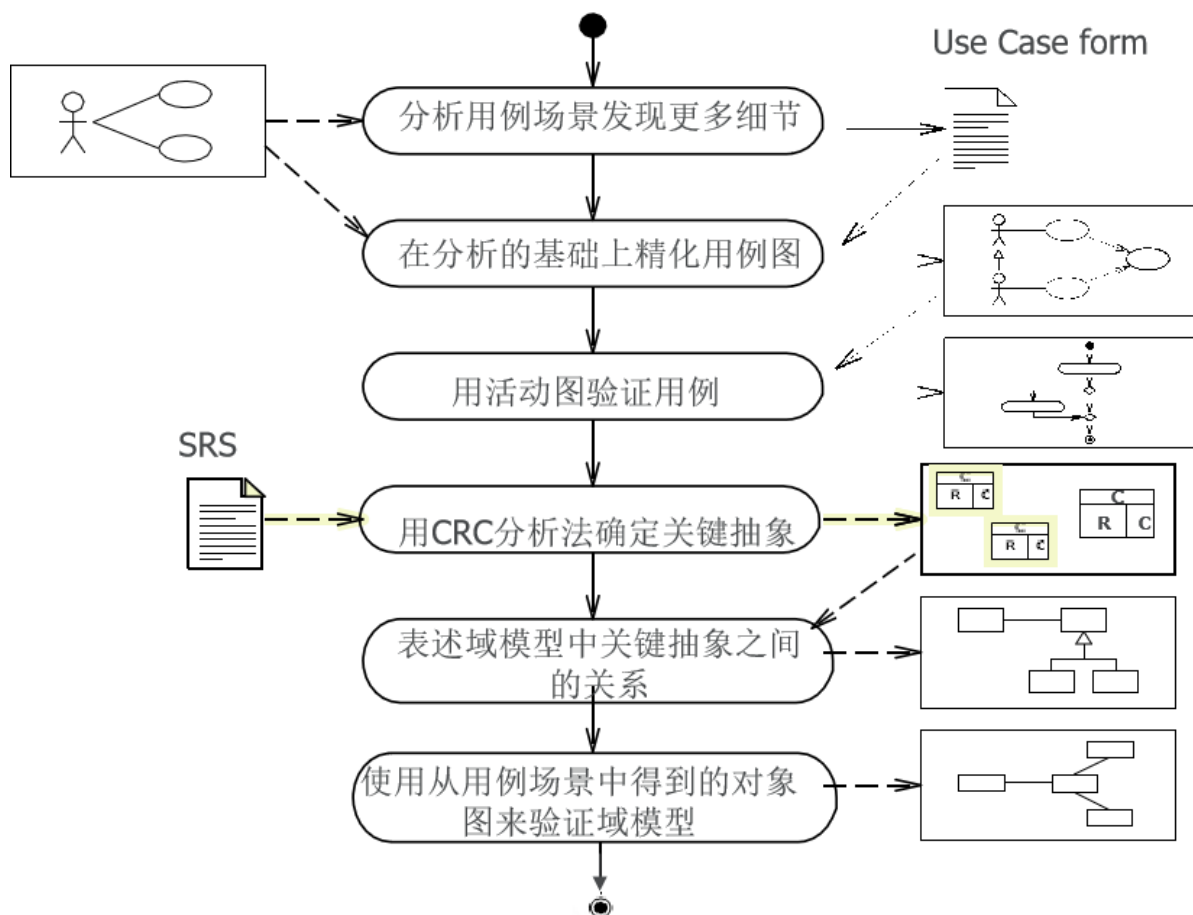 Use Case form
分析用例场景发现更多细节
在分析的基础上精化用例图
用活动图验证用例
SRS
用CRC分析法确定关键抽象
C
R C
C
R C
C
R C
表述域模型中关键抽象之间
的关系
使用从用例场景中得到的对象
图来验证域模型